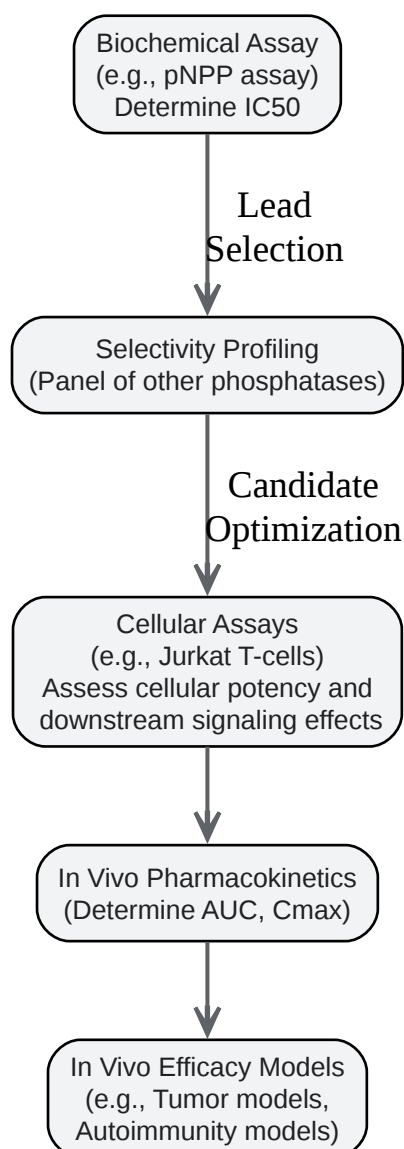 Biochemical Assay
(e.g., pNPP assay)
Determine IC50
Lead
Selection
Selectivity Profiling
(Panel of other phosphatases)
Candidate
Optimization
Cellular Assays
(e.g., Jurkat T-cells)
Assess cellular potency and
downstream signaling effects
In Vivo Pharmacokinetics
(Determine AUC, Cmax)
In Vivo Efficacy Models
(e.g., Tumor models,
Autoimmunity models)